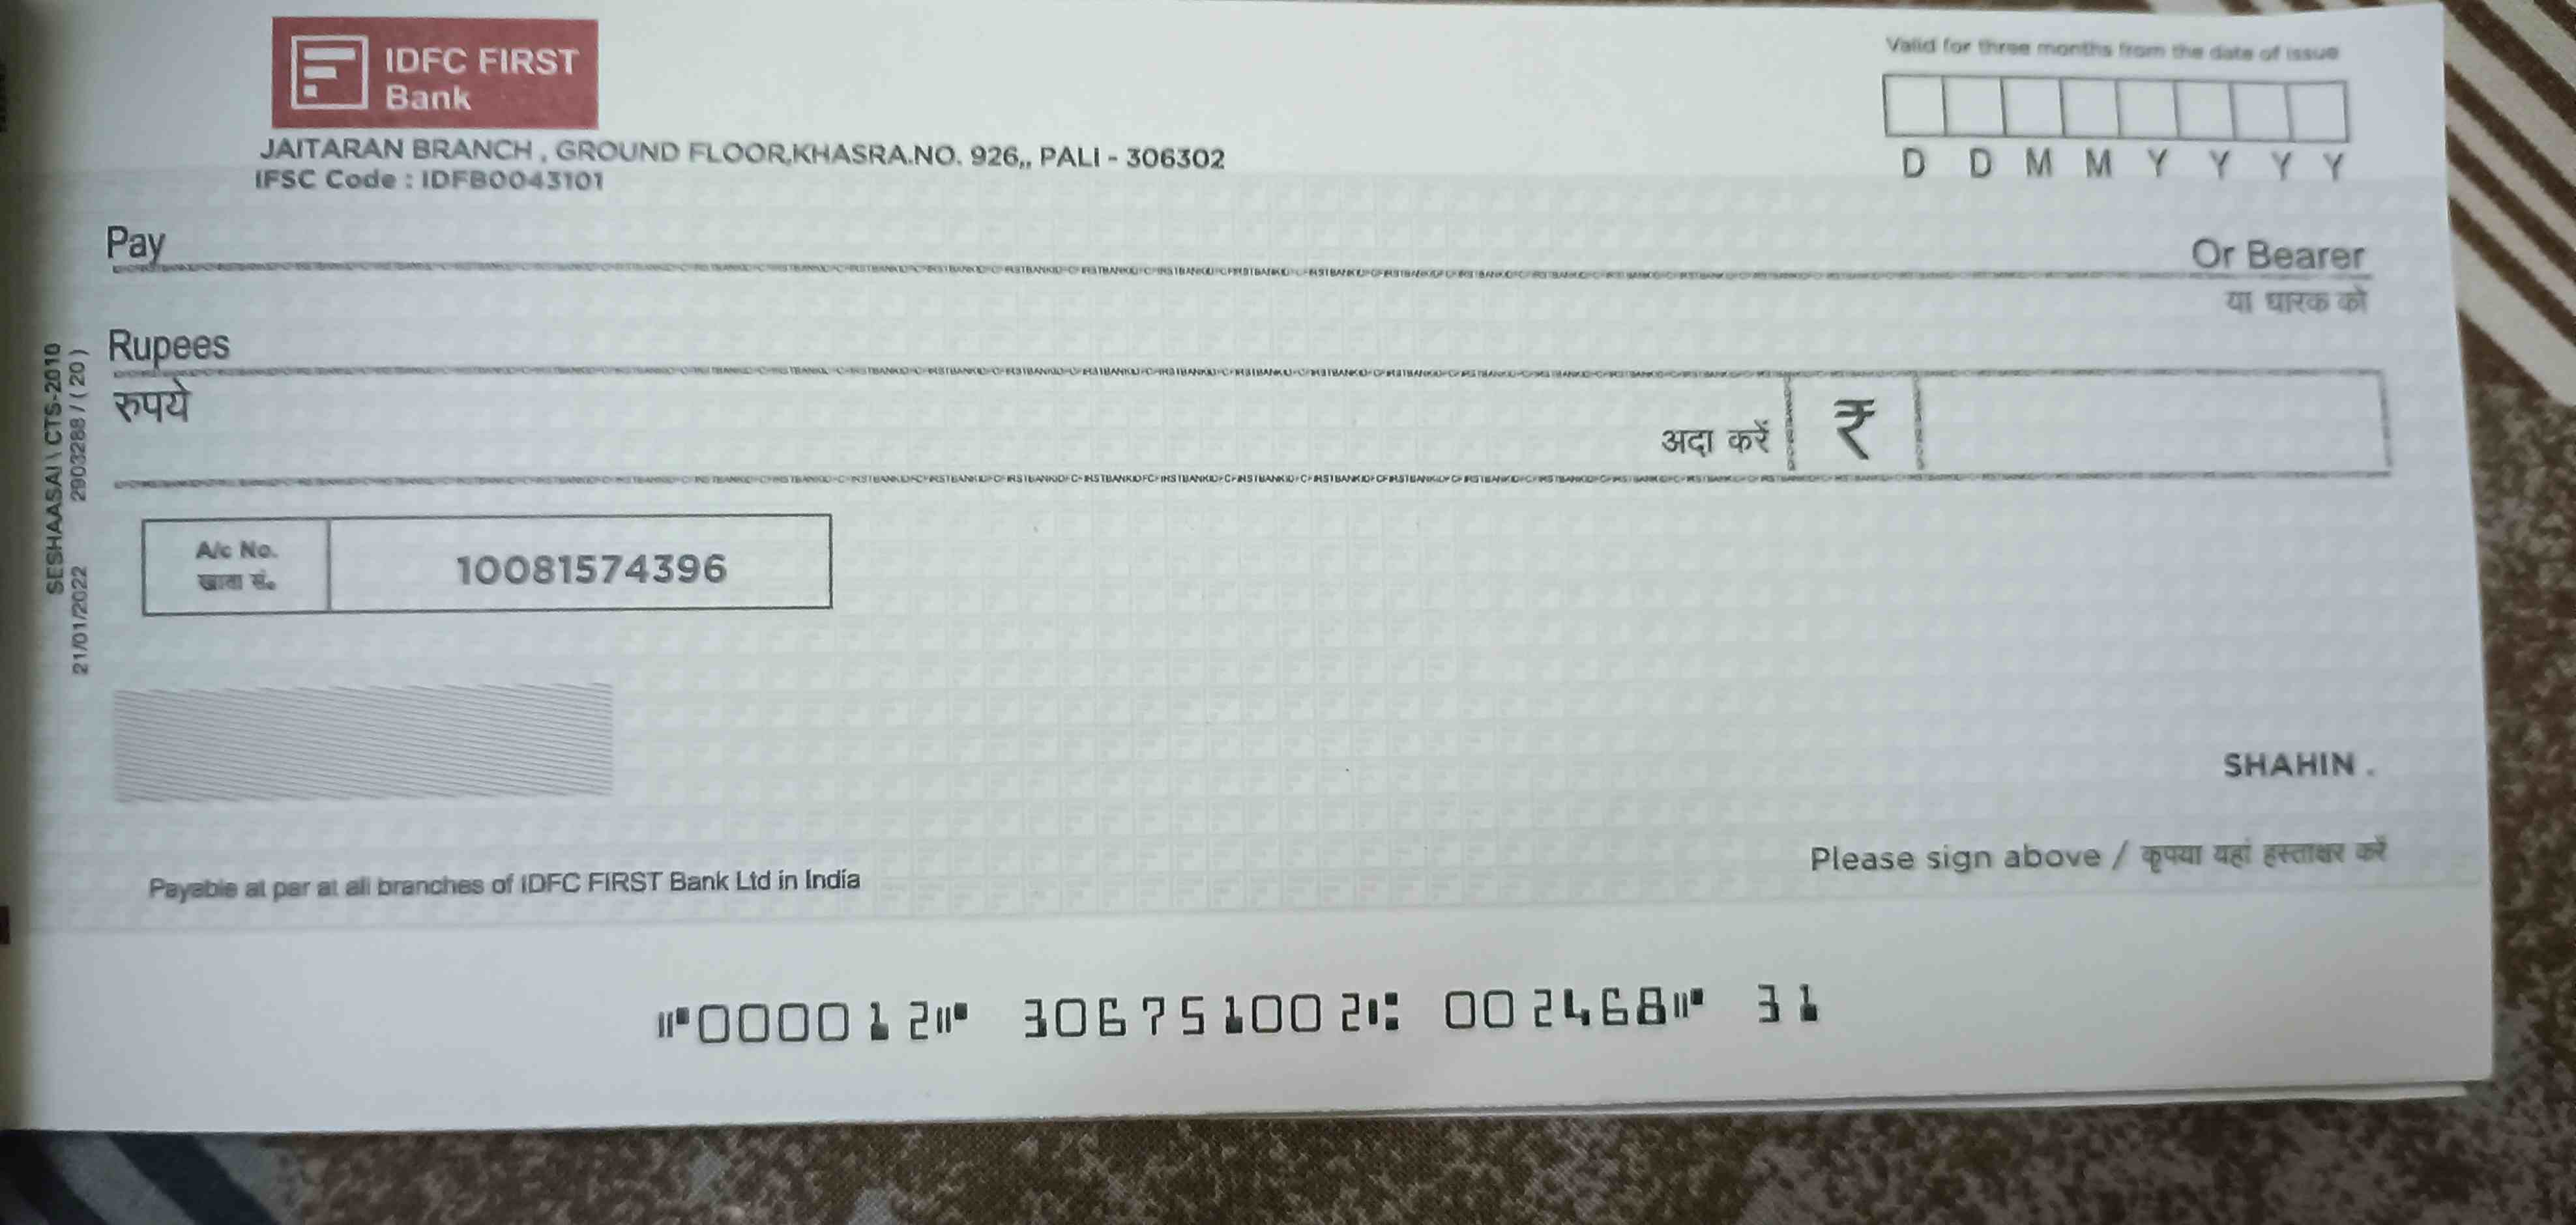 IDFC FIRST
Bank
JAITARAN BRANCH , GROUND FLOOR,KHASRA.NO. 926,, PALI - 306302
IFSC Code : IDFB0043101
Valid for three months from the date of issue
D D M M Y Y Y Y
Pay
Or Bearer
या धारक को
Rupees
रुपये
अदा करें ₹
A/c No.
खाता सं.
10081574396
SESHAASAI \ CTS-2010
21/01/2022 2903288 / ( 20 )
SHAHIN .
Please sign above / कृपया यहां हस्ताक्षर करें
Payable at par at all branches of IDFC FIRST Bank Ltd in India
⑈000012⑈ 306751002⑆ 002468⑈ 31